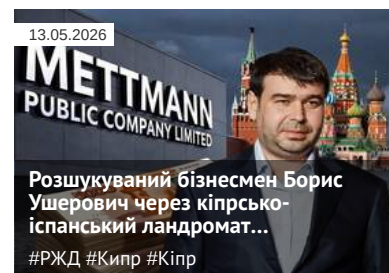 13.05.2026
METTMANN
PUBLIC COMPANY LIMITED
Розшукуваний бізнесмен Борис
Ушерович через кіпрсько-
іспанський ландромат...
#РЖД #Кипр #Кіпр